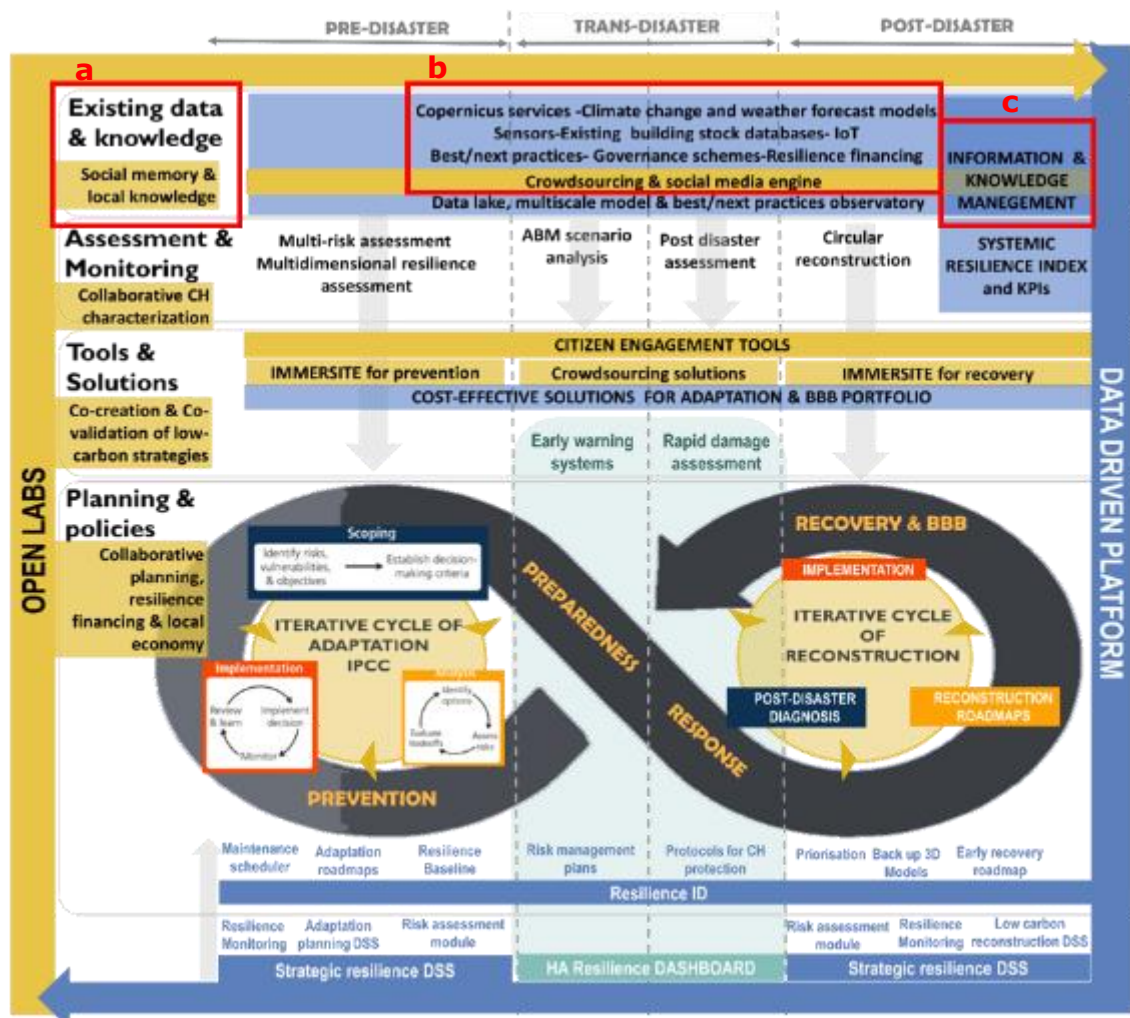 PRE-DISASTER
TRANS-DISASTER
POST-DISASTER
a
b
c
Existing data
& knowledge
Social memory &
local knowledge
Copernicus services -Climate change and weather forecast models
Sensors-Existing building stock databases- IoT
Best/next practices- Governance schemes-Resilience financing
Crowdsourcing & social media engine
Data lake, multiscale model & best/next practices observatory
INFORMATION &
KNOWLEDGE
MANEGEMENT
Assessment &
Monitoring
Collaborative CH
characterization
Multi-risk assessment
Multidimensional resilience
assessment
ABM scenario
analysis
Post disaster
assessment
Circular
reconstruction
SYSTEMIC
RESILIENCE INDEX
and KPIs
Tools &
Solutions
Co-creation & Co-
validation of low-
carbon strategies
CITIZEN ENGAGEMENT TOOLS
IMMERSITE for prevention
Crowdsourcing solutions
IMMERSITE for recovery
COST-EFFECTIVE SOLUTIONS FOR ADAPTATION & BBB PORTFOLIO
Early warning
systems
Rapid damage
assessment
OPEN LABS
DATA DRIVEN PLATFORM
Planning &
policies
Collaborative
planning,
resilience
financing & local
economy
Scoping
Identify risks,
vulnerabilities,
& objectives
Establish decision-
making criteria
ITERATIVE CYCLE OF
ADAPTATION
IPCC
Implementation
Review
& learn
Implement
decision
Monitor
Analysis
Identify
options
Assess
risks
Evaluate
tradeoffs
PREVENTION
PREPAREDNESS
RESPONSE
RECOVERY & BBB
IMPLEMENTATION
ITERATIVE CYCLE
OF
RECONSTRUCTION
POST-DISASTER
DIAGNOSIS
RECONSTRUCTION
ROADMAPS
Maintenance
scheduler
Adaptation
roadmaps
Resilience
Baseline
Risk management
plans
Protocols for CH
protection
Priorisation
Back up 3D
Models
Early recovery
roadmap
Resilience ID
Resilience
Monitoring
Adaptation
planning DSS
Risk assessment
module
Risk assessment
module
Resilience
Monitoring
Low carbon
reconstruction DSS
Strategic resilience DSS
HA Resilience DASHBOARD
Strategic resilience DSS